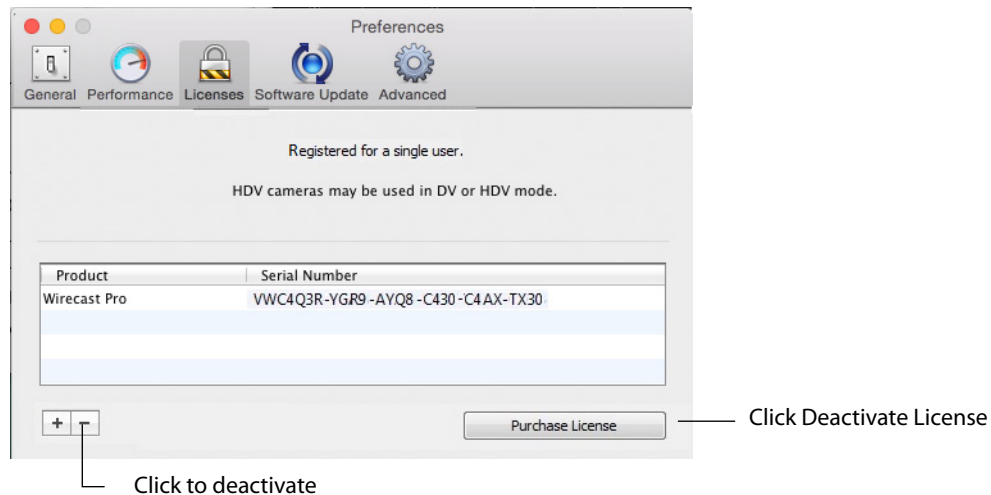 Preferences
General Performance Licenses Software Update Advanced
Registered for a single user.
HDV cameras may be used in DV or HDV mode.
Product Serial Number
Wirecast Pro VWC4Q3R-YGR9-AYQ8-C430-C4AX-TX30
+ -
Purchase License
Click Deactivate License
Click to deactivate